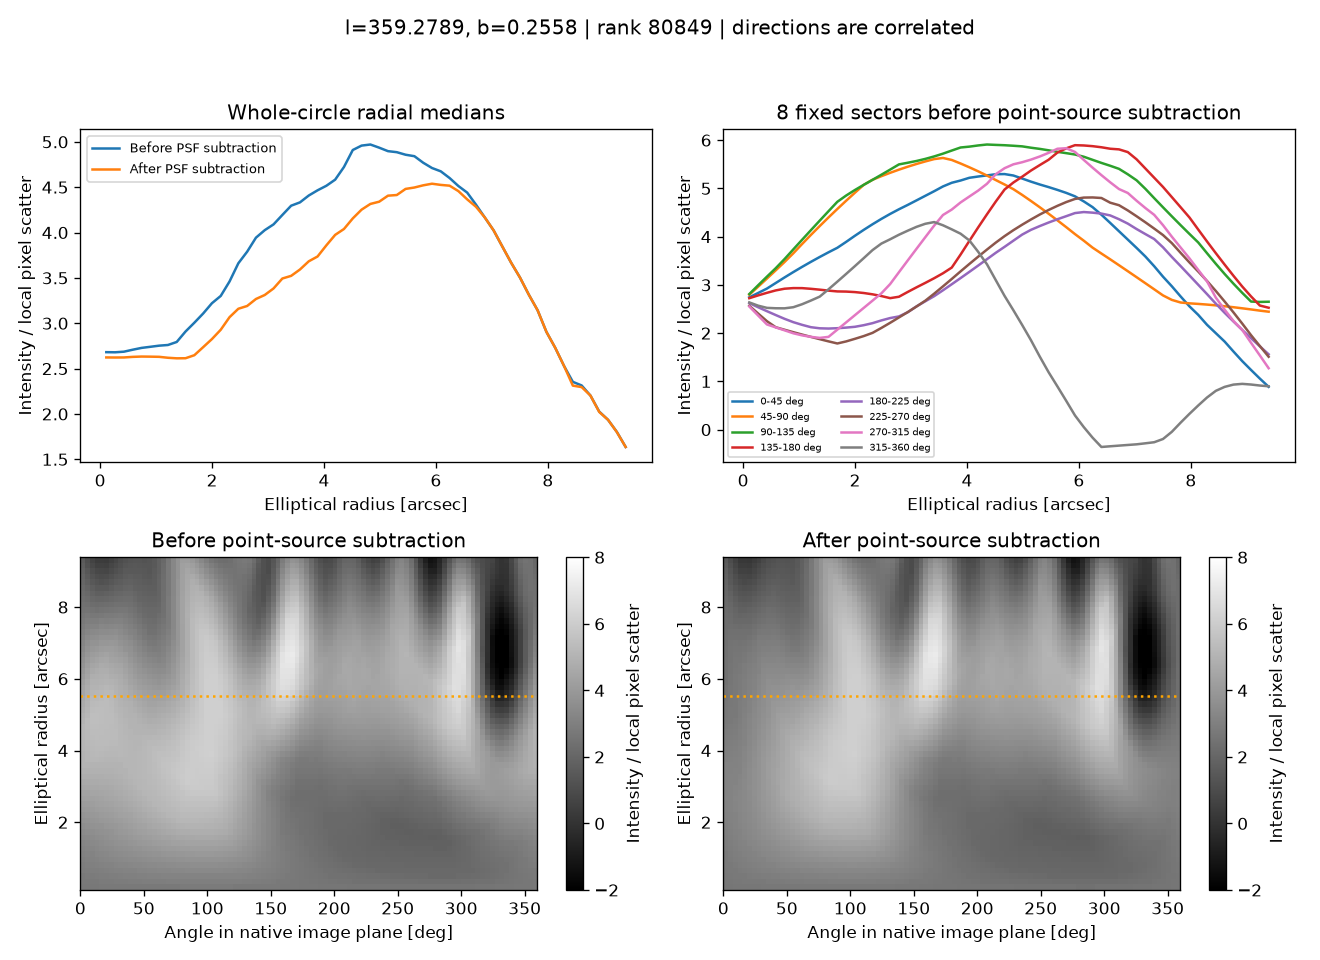 l=359.2789, b=0.2558 | rank 80849 | directions are correlated
Whole-circle radial medians
Before PSF subtraction
After PSF subtraction
5.0
4.5
4.0
3.5
3.0
2.5
2.0
1.5
Intensity / local pixel scatter
0 2 4 6 8
Elliptical radius [arcsec]
8 fixed sectors before point-source subtraction
6
5
4
3
2
1
0
Intensity / local pixel scatter
0-45 deg
45-90 deg
90-135 deg
135-180 deg
180-225 deg
225-270 deg
270-315 deg
315-360 deg
0 2 4 6 8
Elliptical radius [arcsec]
Before point-source subtraction
8
6
4
2
Elliptical radius [arcsec]
0 50 100 150 200 250 300 350
Angle in native image plane [deg]
8
6
4
2
0
−2
Intensity / local pixel scatter
After point-source subtraction
8
6
4
2
Elliptical radius [arcsec]
0 50 100 150 200 250 300 350
Angle in native image plane [deg]
8
6
4
2
0
−2
Intensity / local pixel scatter